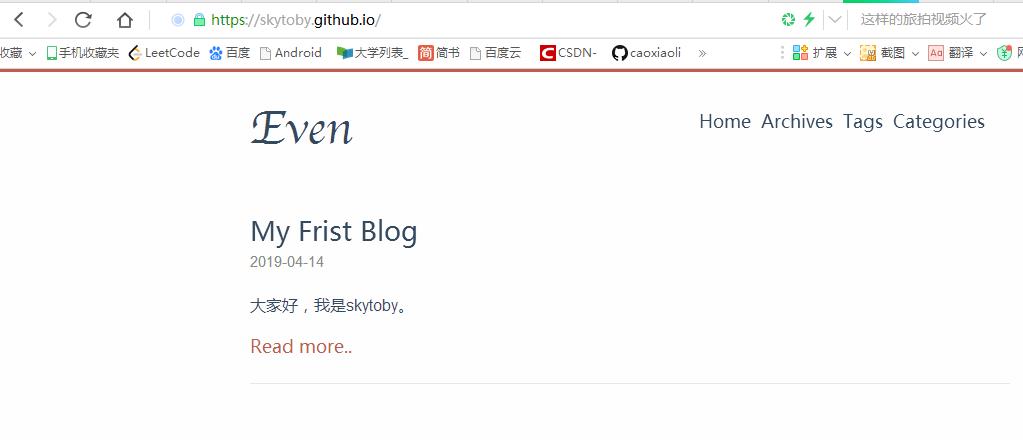 https://skytoby.github.io/ 这样的旅拍视频火了
收藏 手机收藏夹 LeetCode 百度 Android 大学列表_ 简 简书 百度云 C CSDN- caoxiaoli » 扩展 截图 Aa 翻译
Even
Home Archives Tags Categories
My Frist Blog
2019-04-14
大家好，我是skytoby。
Read more..